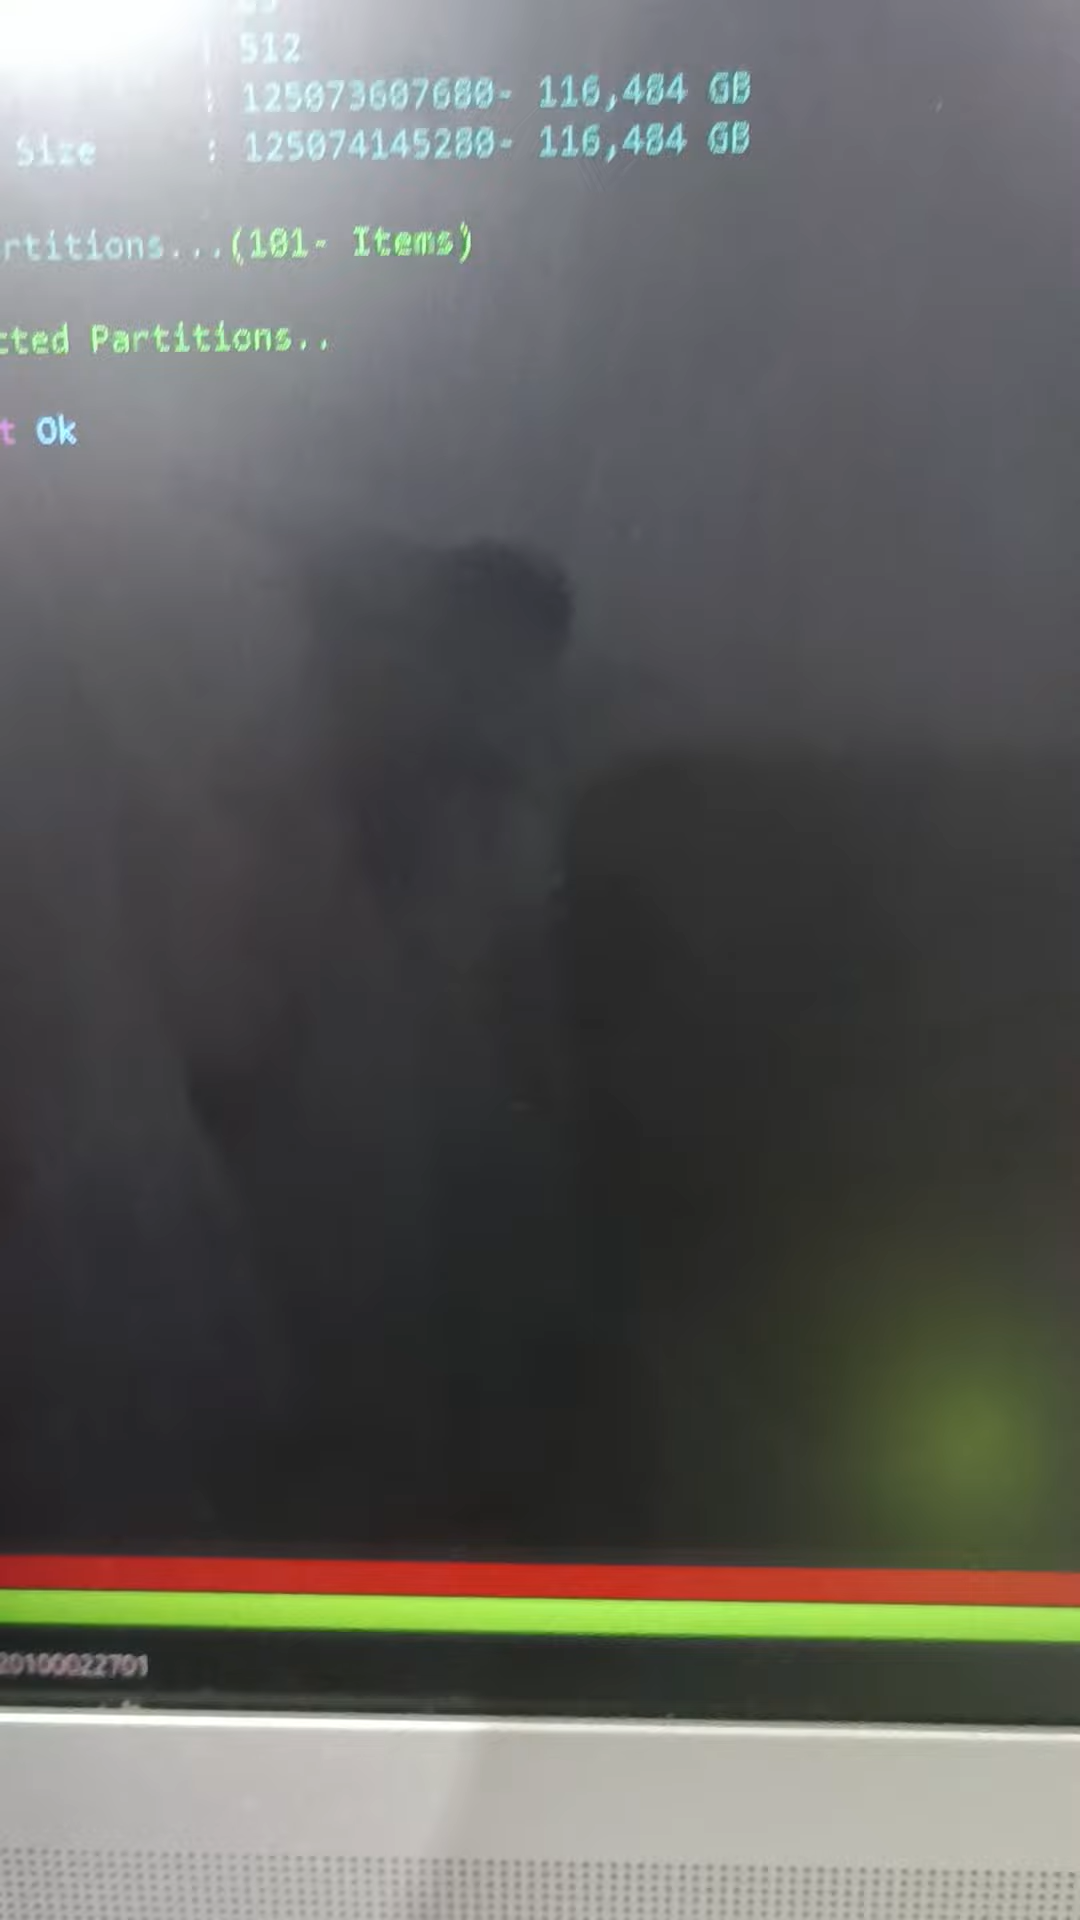 512
: 125073607680- 116,484 GB
Size : 125074145280- 116,484 GB
rtitions...(101- Items)
cted Partitions..
t Ok
20100022701